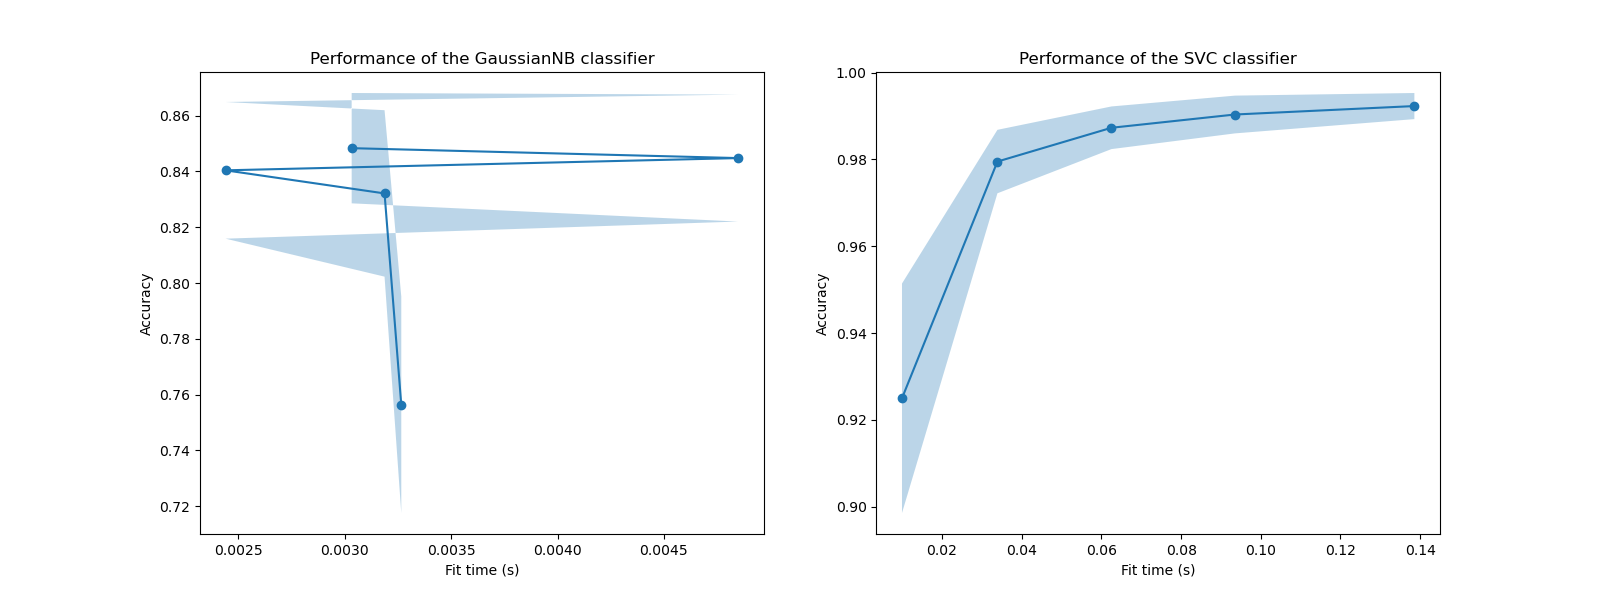 Performance of the GaussianNB classifier
Accuracy
0.86
0.84
0.82
0.80
0.78
0.76
0.74
0.72
0.0025 0.0030 0.0035 0.0040 0.0045
Fit time (s)
Performance of the SVC classifier
Accuracy
1.00
0.98
0.96
0.94
0.92
0.90
0.02 0.04 0.06 0.08 0.10 0.12 0.14
Fit time (s)